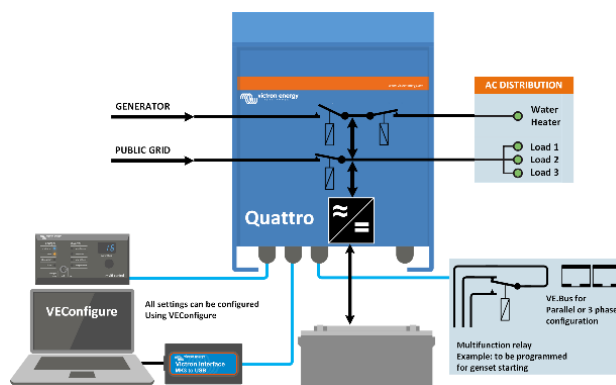 victron energy
GENERATOR
PUBLIC GRID
AC DISTRIBUTION
Water
Heater
Load 1
Load 2
Load 3
Quattro
VEConfigure
All settings can be configured
Using VEConfigure
Victron Interface
MK3 to USB
VE.Bus for
Parallel or 3 phase
configuration
Multifunction relay
Example: to be programmed
for genset starting